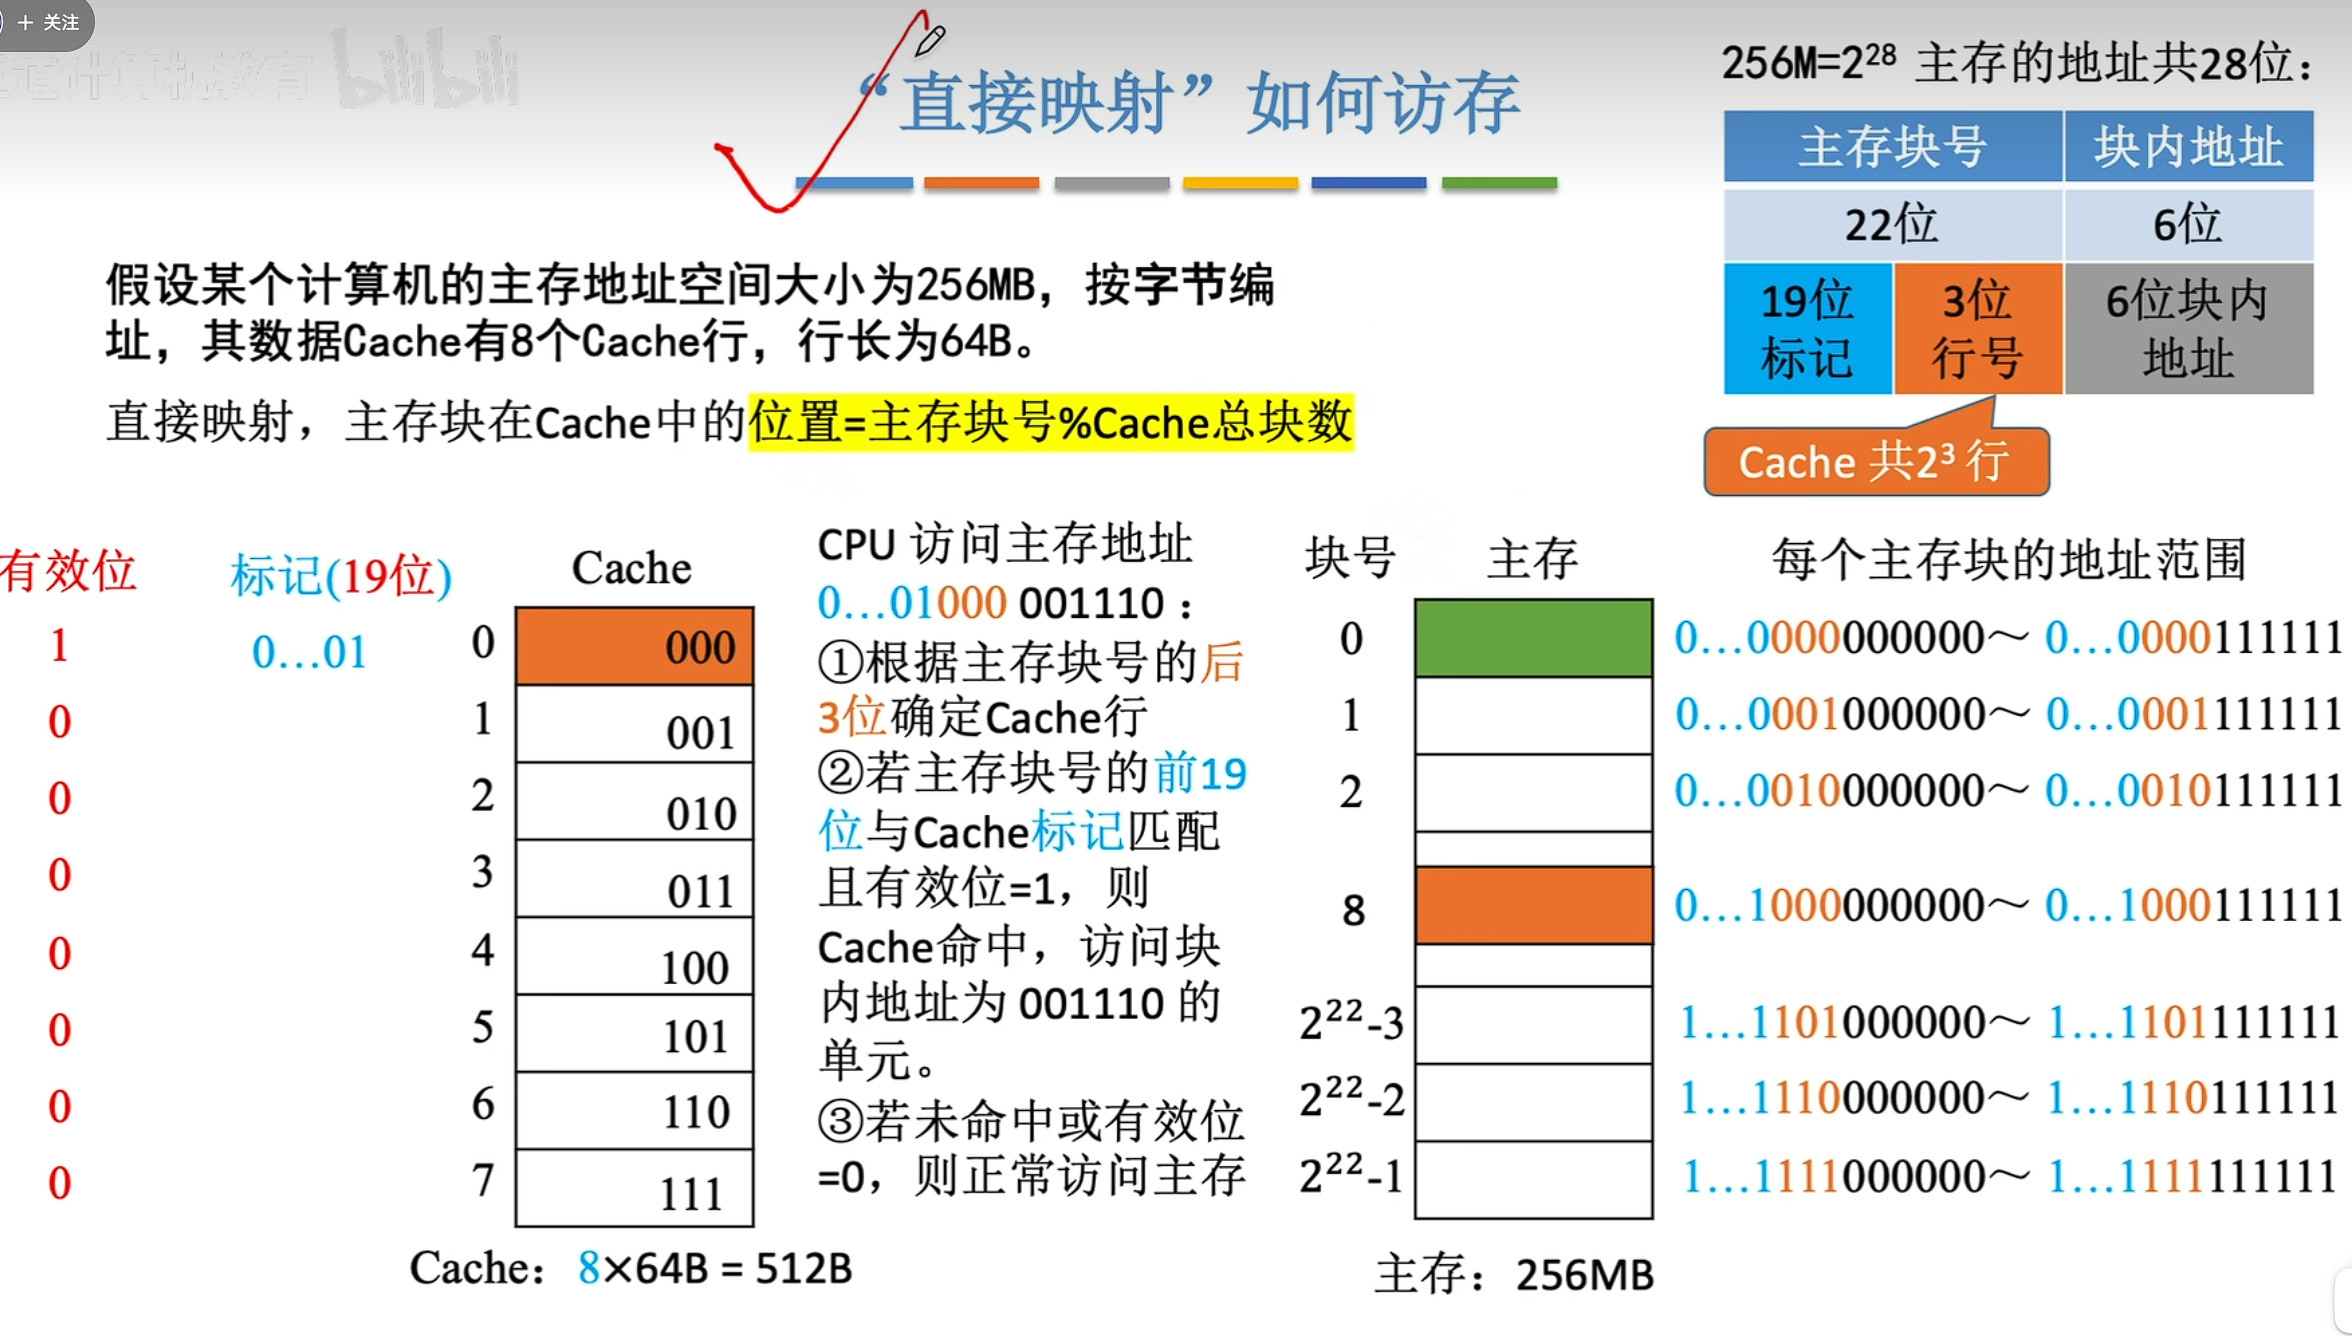 + 关注
计算机教育 bilibili
“直接映射”如何访存
256M=2²⁸ 主存的地址共28位：
主存块号 块内地址
22位 6位
19位 3位 6位块内
标记 行号 地址
Cache 共2³ 行
假设某个计算机的主存地址空间大小为256MB，按字节编
址，其数据Cache有8个Cache行，行长为64B。
直接映射，主存块在Cache中的位置=主存块号%Cache总块数
有效位 标记(19位) Cache
1 0…01 0 000
0 1 001
0 2 010
0 3 011
0 4 100
0 5 101
0 6 110
0 7 111
Cache：8×64B = 512B
CPU 访问主存地址
0…01000 001110：
①根据主存块号的后
3位确定Cache行
②若主存块号的前19
位与Cache标记匹配
且有效位=1，则
Cache命中，访问块
内地址为 001110 的
单元。
③若未命中或有效位
=0，则正常访问主存
块号 主存 每个主存块的地址范围
0 0…0000000000～ 0…0000111111
1 0…0001000000～ 0…0001111111
2 0…0010000000～ 0…0010111111
8 0…1000000000～ 0…1000111111
2²²-3 1…1101000000～ 1…1101111111
2²²-2 1…1110000000～ 1…1110111111
2²²-1 1…1111000000～ 1…1111111111
主存：256MB